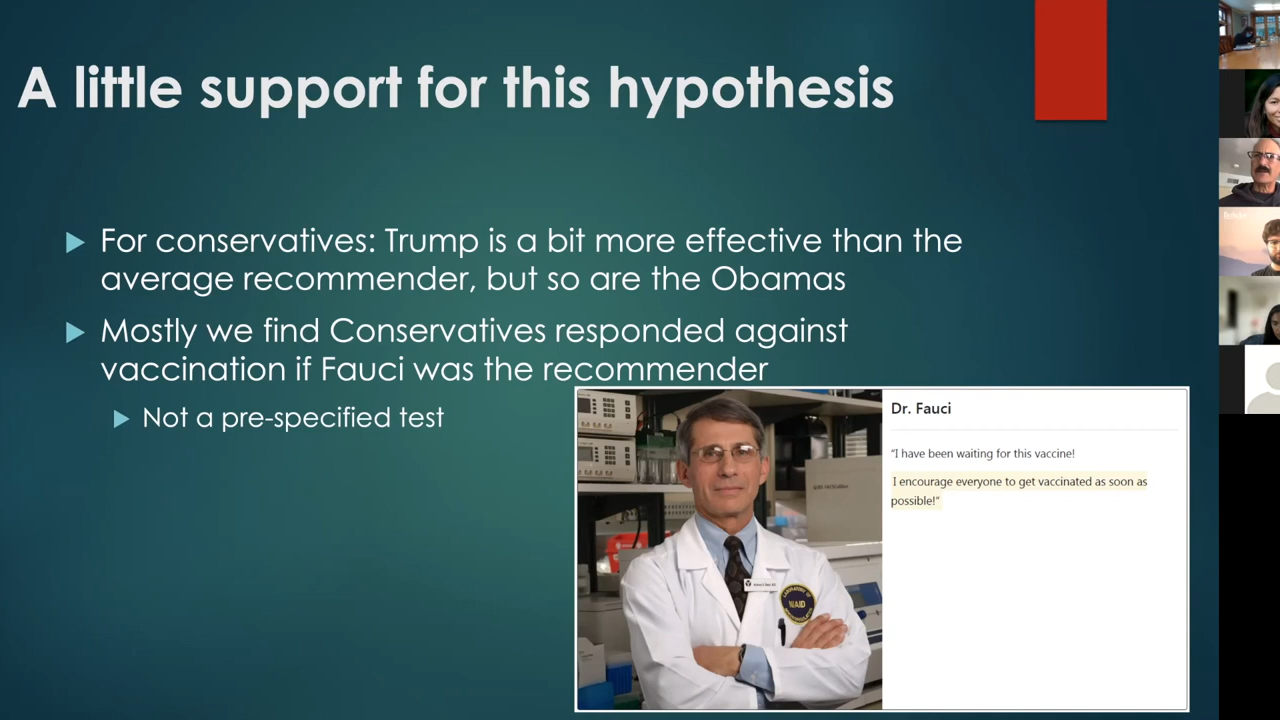 A little support for this hypothesis
For conservatives: Trump is a bit more effective than the
average recommender, but so are the Obamas
Mostly we find Conservatives responded against
vaccination if Fauci was the recommender
Not a pre-specified test
Dr. Fauci
“I have been waiting for this vaccine!
I encourage everyone to get vaccinated as soon as
possible!”
NIAID